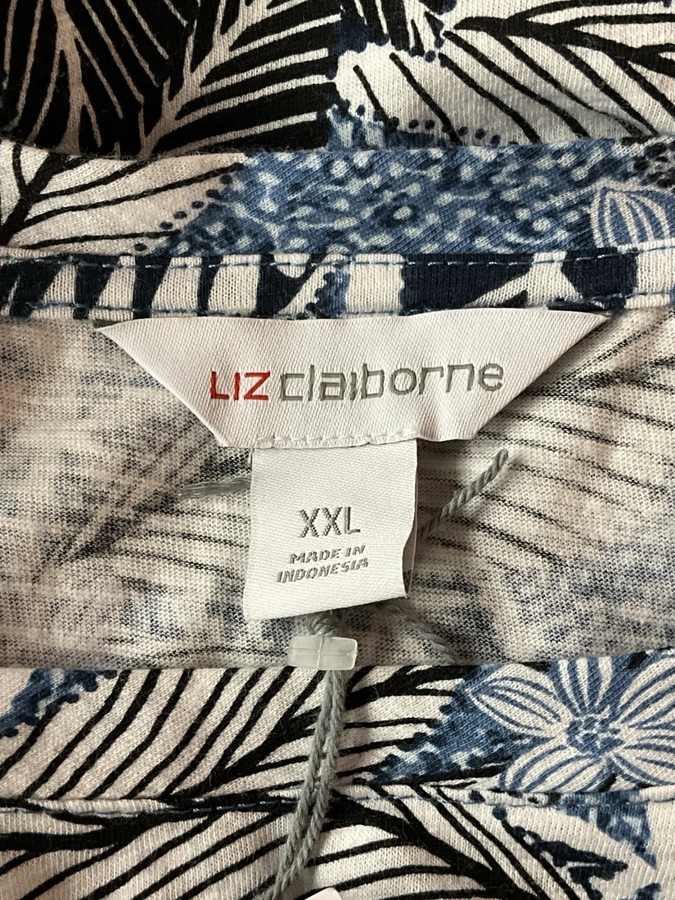 LIZ claiborne
XXL
MADE IN
INDONESIA